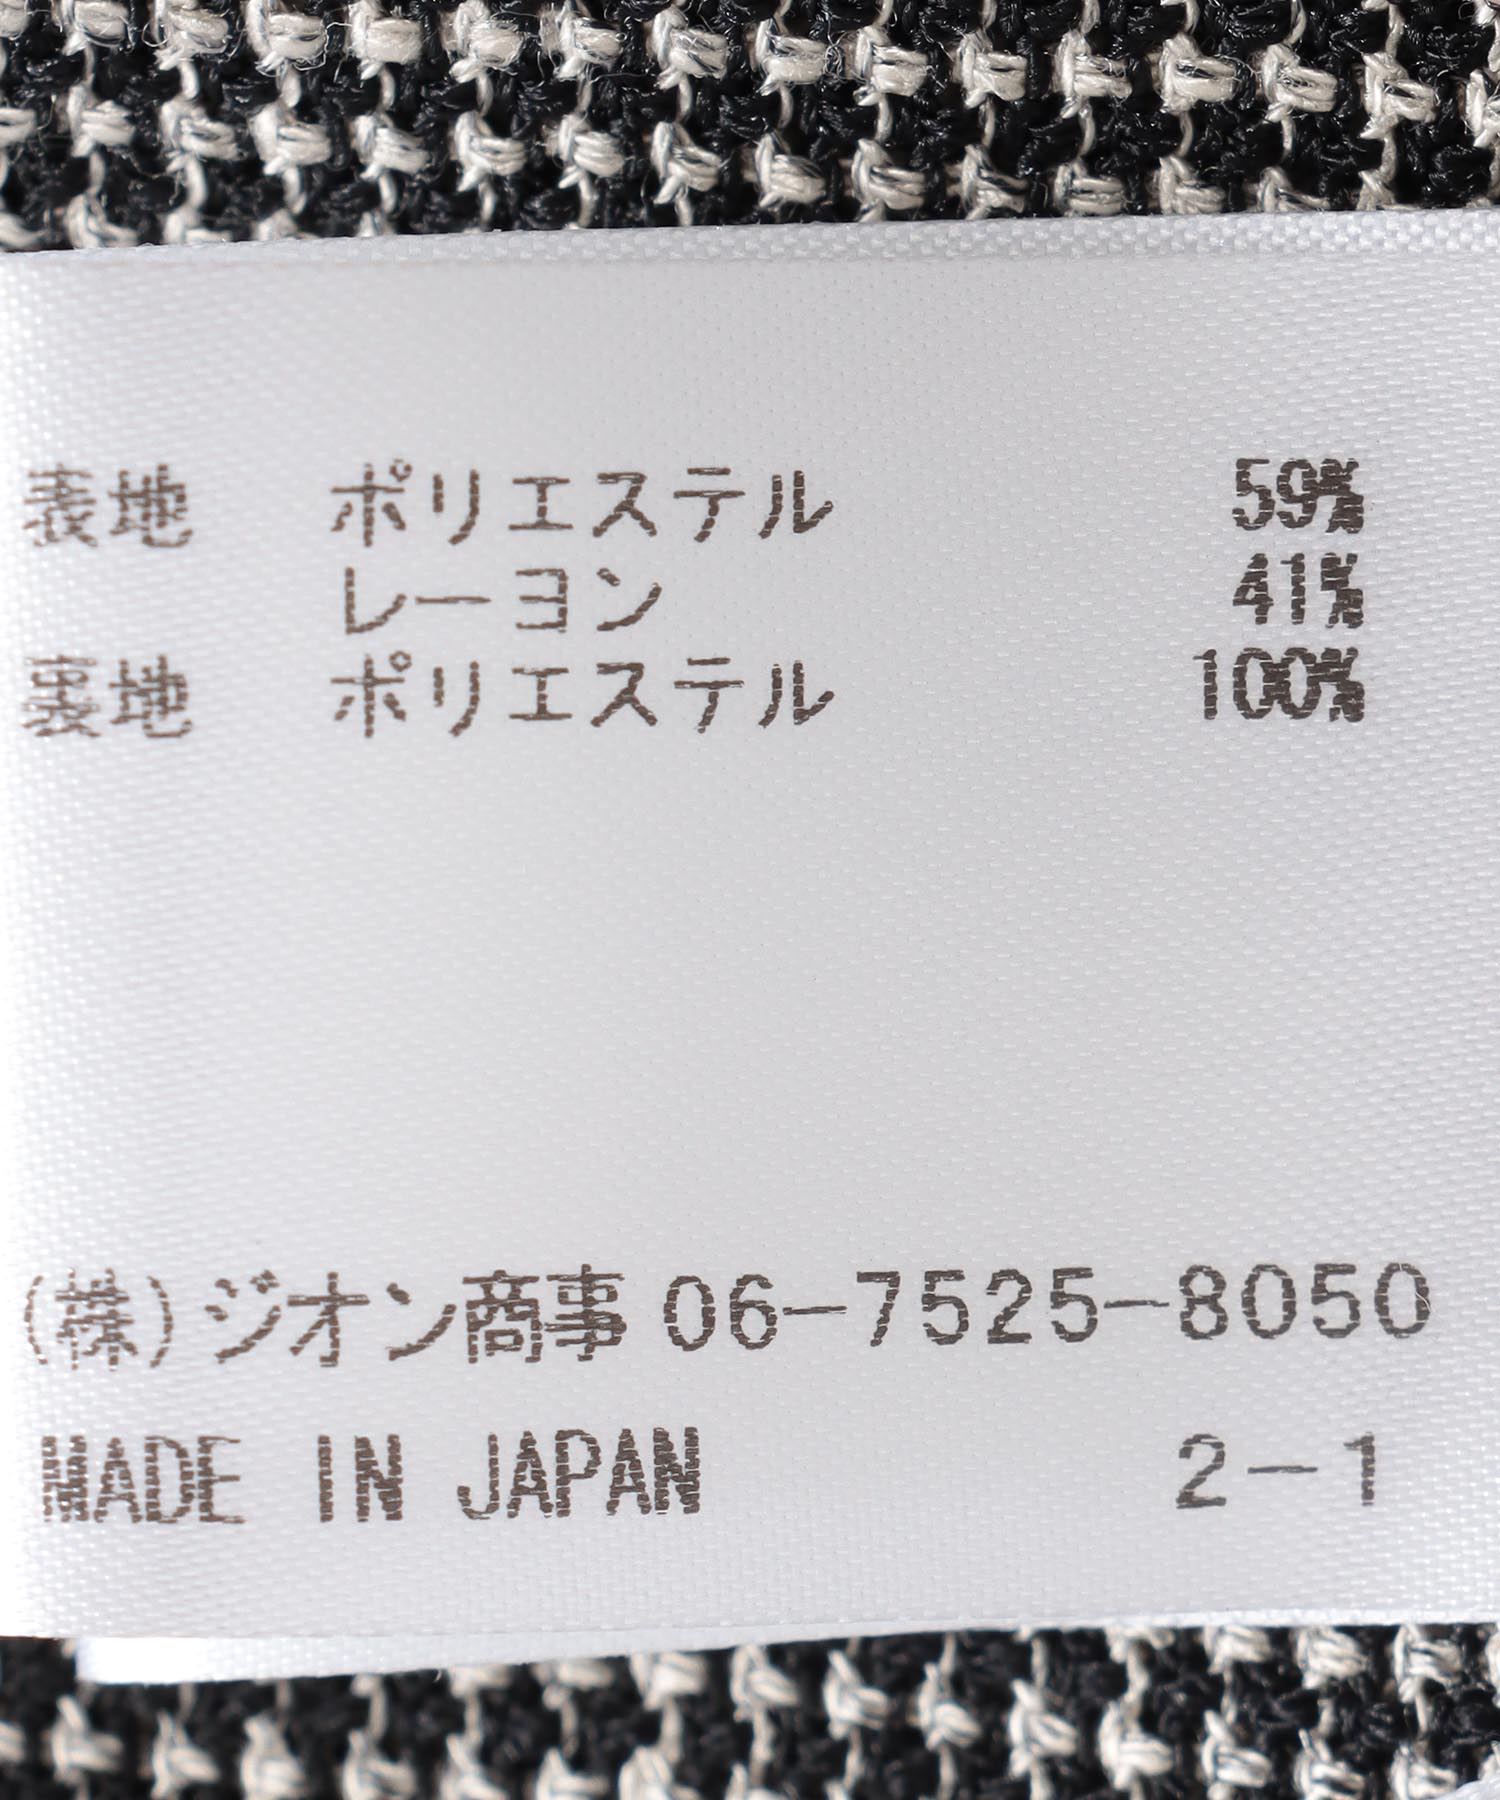 表地 ポリエステル 59%
レーヨン 41%
裏地 ポリエステル 100%
(株)ジオン商事 06-7525-8050
MADE IN JAPAN 2-1